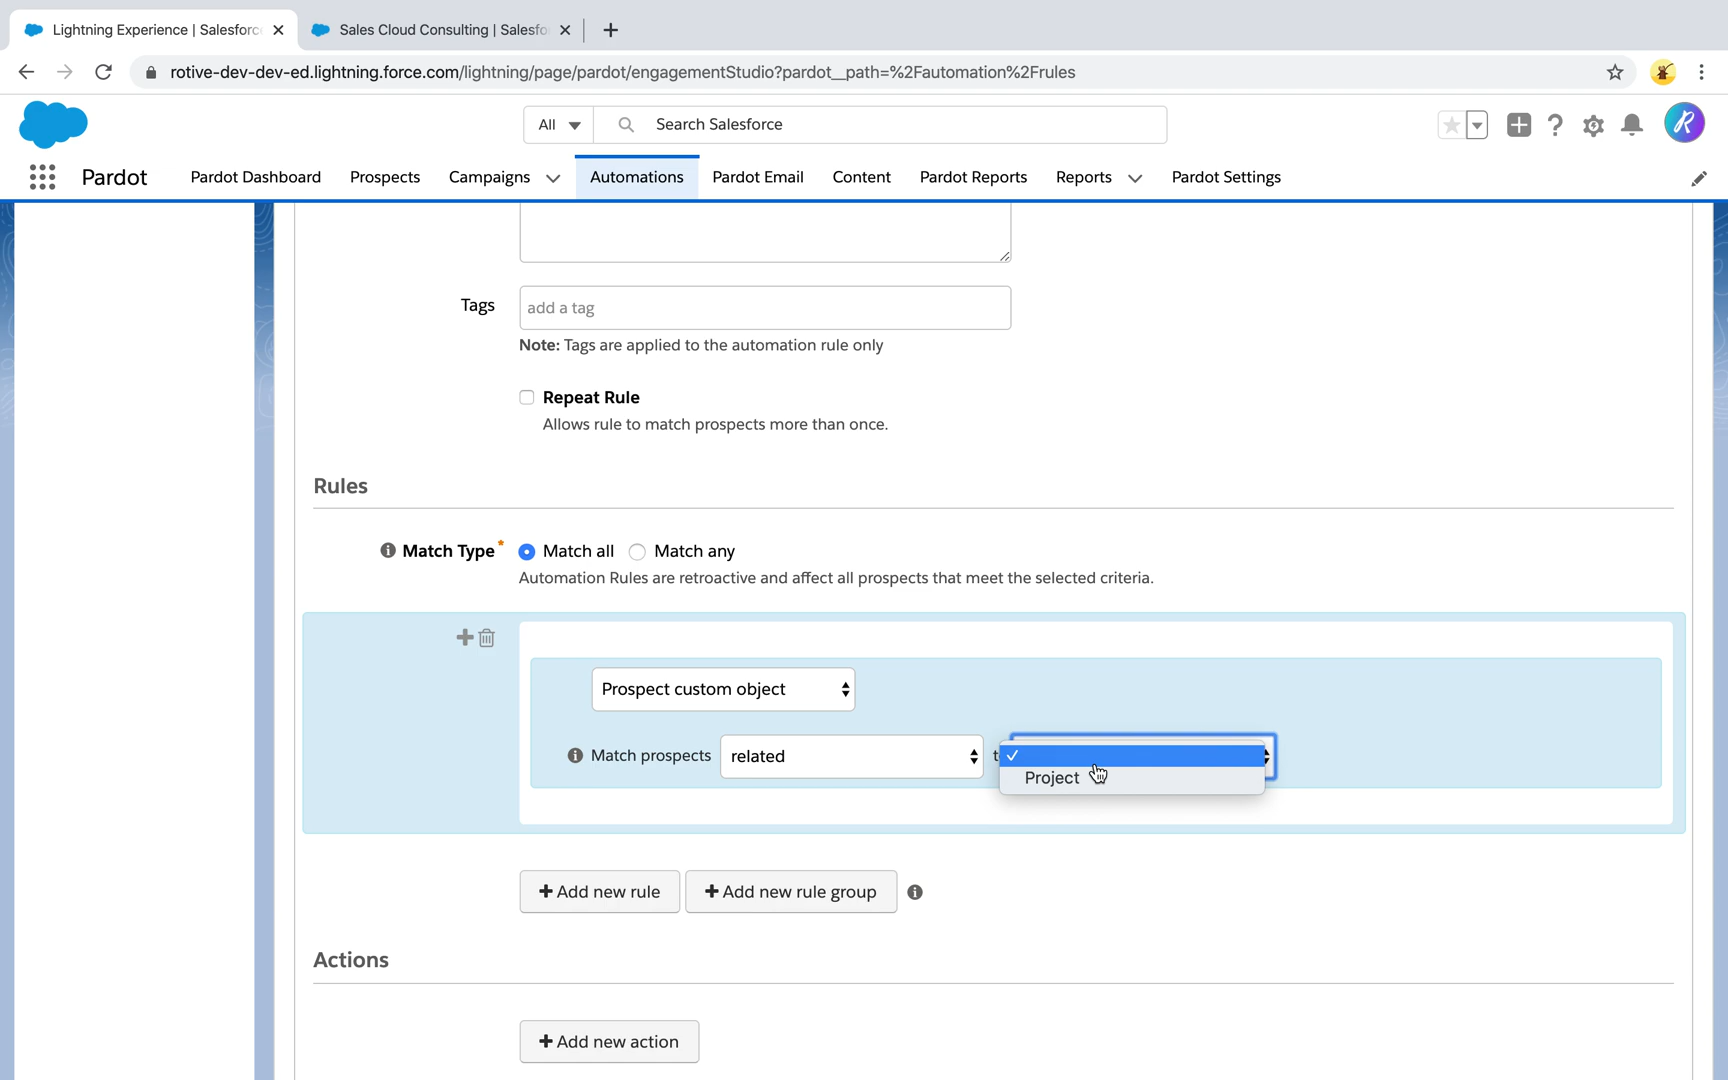 Lightning Experience | Salesforc
Sales Cloud Consulting | Salesfo
rotive-dev-dev-ed.lightning.force.com/lightning/page/pardot/engagementStudio?pardot__path=%2Fautomation%2Frules
All
Search Salesforce
Pardot
Pardot Dashboard
Prospects
Campaigns
Automations
Pardot Email
Content
Pardot Reports
Reports
Pardot Settings
Tags
add a tag
Note: Tags are applied to the automation rule only
Repeat Rule
Allows rule to match prospects more than once.
Rules
Match Type* Match all Match any
Automation Rules are retroactive and affect all prospects that meet the selected criteria.
Prospect custom object
Match prospects related
Project
Add new rule
Add new rule group
Actions
Add new action